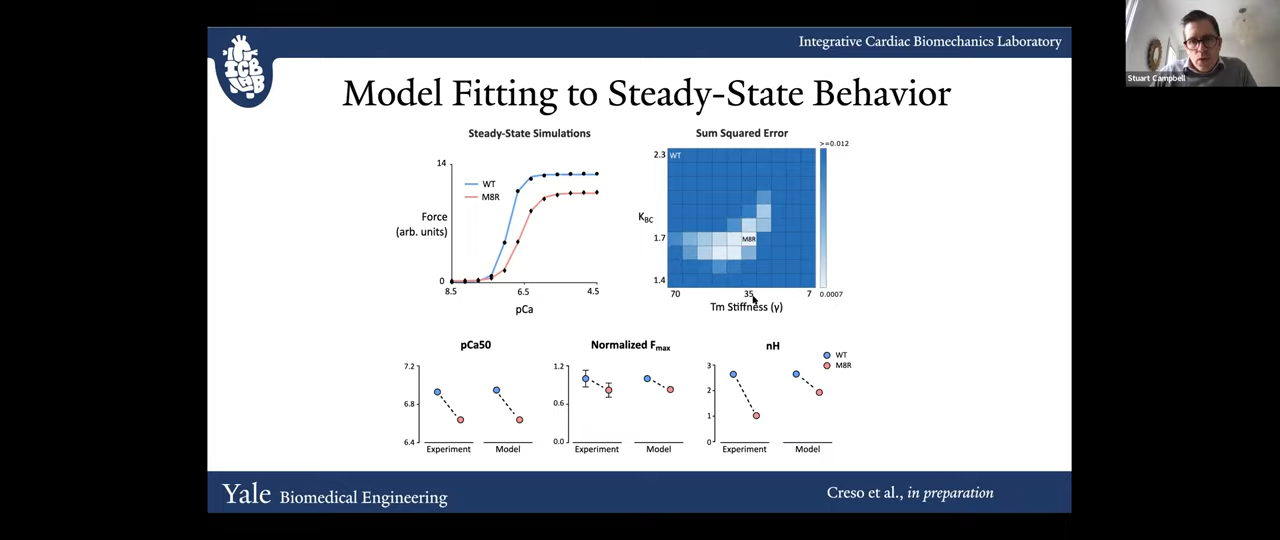 Integrative Cardiac Biomechanics Laboratory
ICB
LAB
Stuart Campbell
Model Fitting to Steady-State Behavior
Steady-State Simulations
14
WT
M8R
Force
(arb. units)
0
8.5 6.5 4.5
pCa
Sum Squared Error
>=0.012
2.3
WT
K_BC
1.7
M8R
1.4
70 35 7
0.0007
Tm Stiffness (γ)
pCa50
7.2
6.8
6.4
Experiment Model
Normalized F_max
1.2
0.6
0.0
Experiment Model
nH
WT
M8R
3
2
1
0
Experiment Model
Yale Biomedical Engineering
Creso et al., in preparation